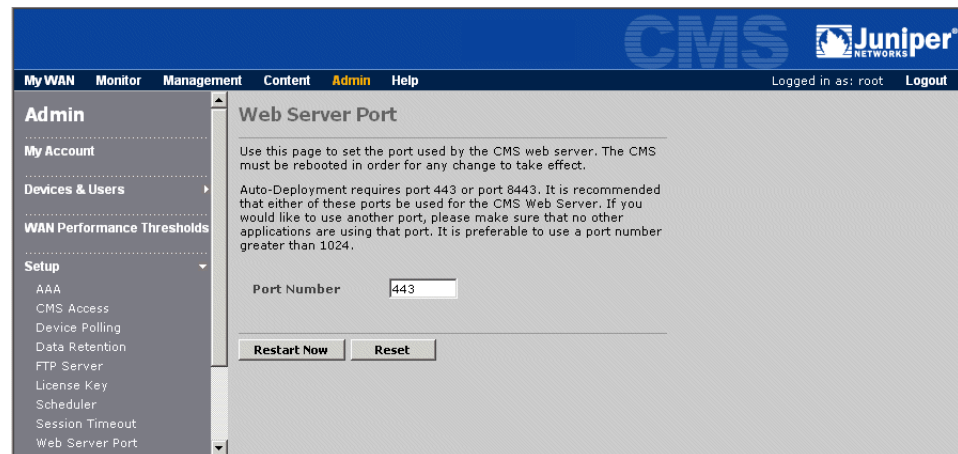 CMS
Juniper®
NETWORKS
My WAN Monitor Management Content Admin Help Logged in as: root Logout
Admin
My Account
Devices & Users
WAN Performance Thresholds
Setup
AAA
CMS Access
Device Polling
Data Retention
FTP Server
License Key
Scheduler
Session Timeout
Web Server Port
Web Server Port
Use this page to set the port used by the CMS web server. The CMS
must be rebooted in order for any change to take effect.
Auto-Deployment requires port 443 or port 8443. It is recommended
that either of these ports be used for the CMS Web Server. If you
would like to use another port, please make sure that no other
applications are using that port. It is preferable to use a port number
greater than 1024.
Port Number 443
Restart Now Reset